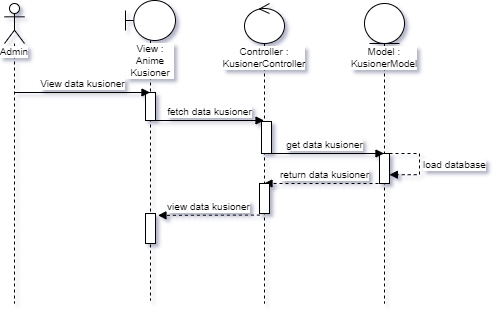 Admin
View :
Anime
Kusioner
Controller :
KusionerController
Model :
KusionerModel
View data kusioner
fetch data kusioner
get data kusioner
load database
return data kusioner
view data kusioner